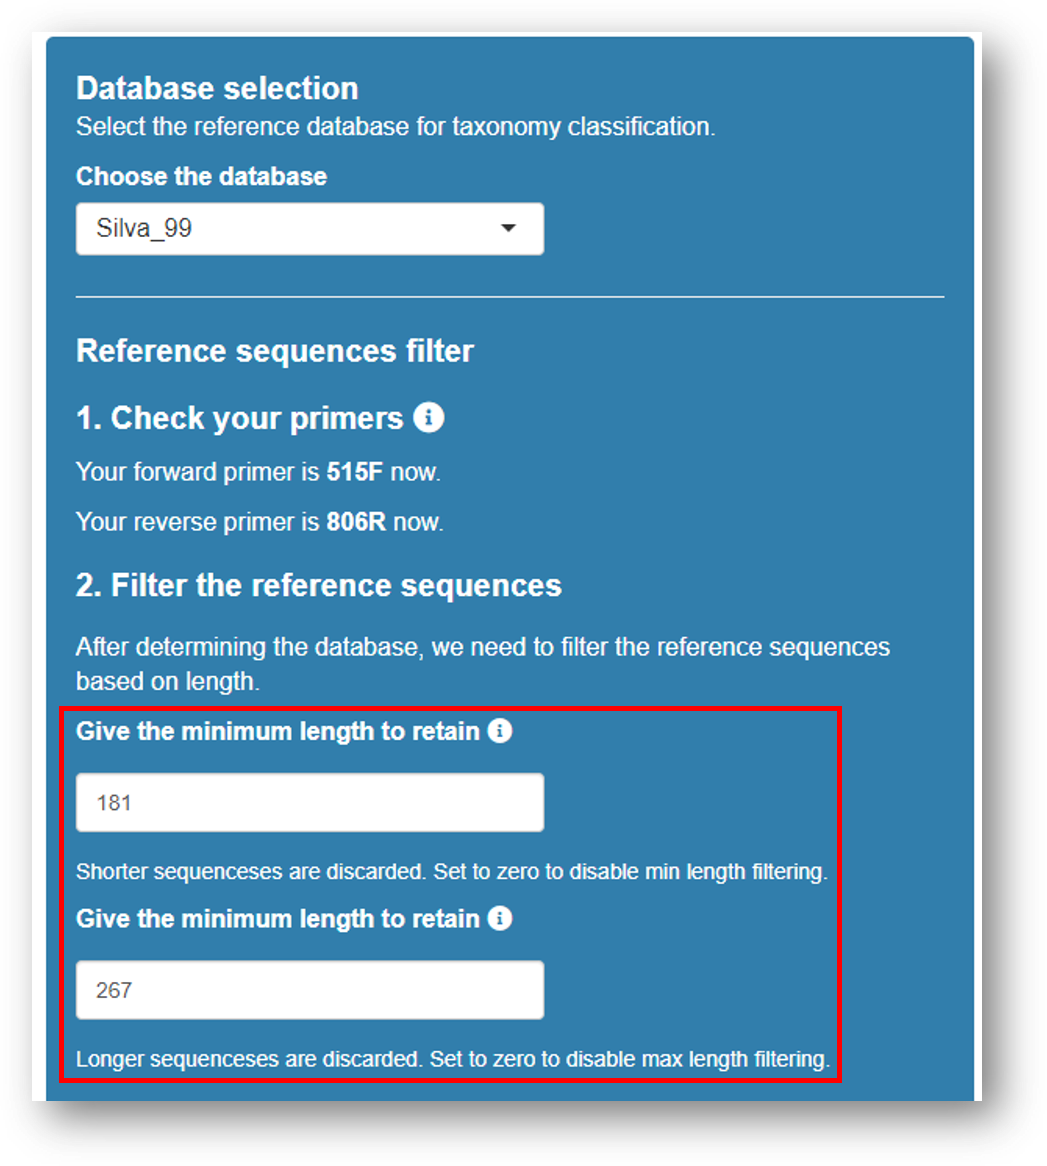 Database selection
Select the reference database for taxonomy classification.
Choose the database
Silva_99
Reference sequences filter
1. Check your primers
Your forward primer is 515F now.
Your reverse primer is 806R now.
2. Filter the reference sequences
After determining the database, we need to filter the reference sequences
based on length.
Give the minimum length to retain
181
Shorter sequenceses are discarded. Set to zero to disable min length filtering.
Give the minimum length to retain
267
Longer sequenceses are discarded. Set to zero to disable max length filtering.